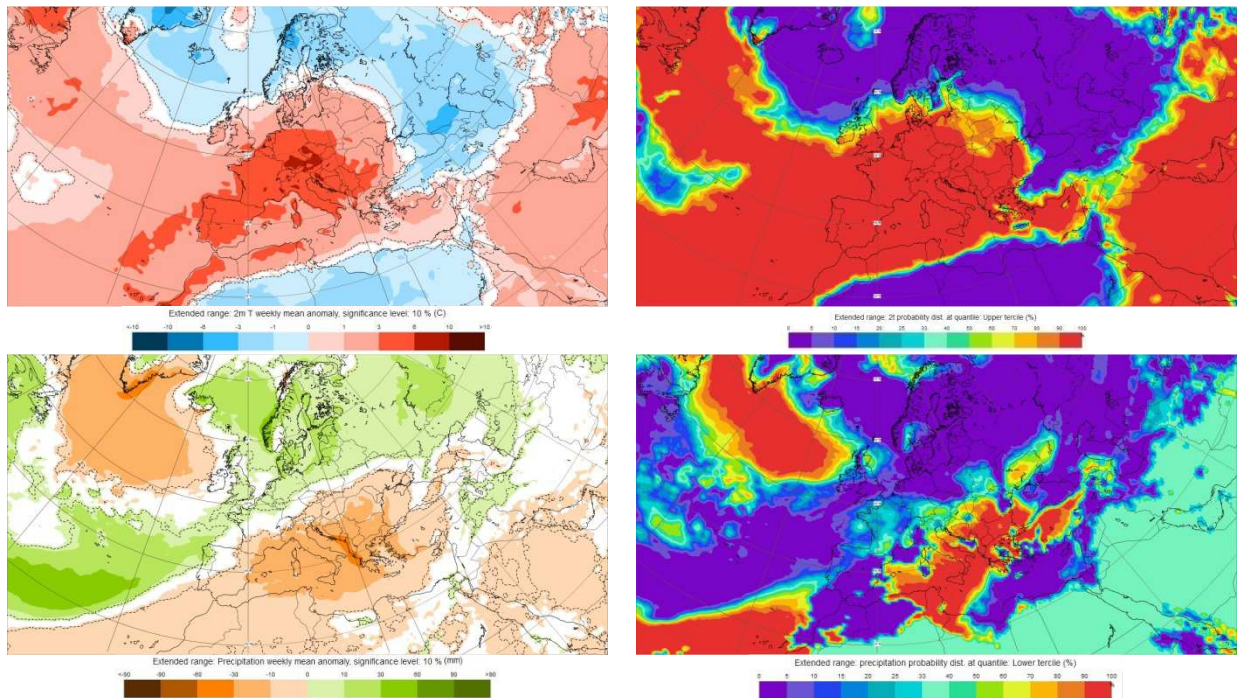 Extended range: 2m T weekly mean anomaly, significance level: 10 % (C)
<-10 -10 -6 -3 -1 0 1 3 6 10 >10
Extended range: 2t probability dist. at quantile: Upper tercile (%)
0 5 10 15 20 25 30 40 50 60 70 80 90 100
%
Extended range: Precipitation weekly mean anomaly, significance level: 10 % (mm)
<-90 -90 -60 -30 -10 0 10 30 60 90 >90
Extended range: precipitation probability dist. at quantile: Lower tercile (%)
0 5 10 15 20 25 30 40 50 60 70 80 90 100
%